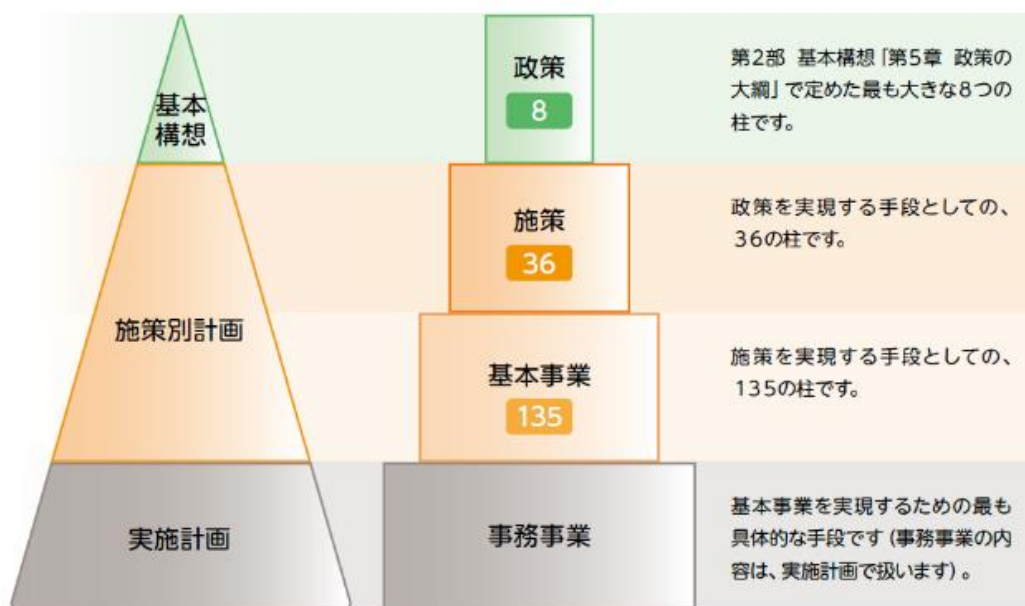 基本
構想
政策
8
第2部 基本構想「第5章 政策の
大綱」で定めた最も大きな8つの
柱です。
施策別計画
施策
36
政策を実現する手段としての、
36の柱です。
基本事業
135
施策を実現する手段としての、
135の柱です。
実施計画
事務事業
基本事業を実現するための最も
具体的な手段です(事務事業の内
容は、実施計画で扱います)。